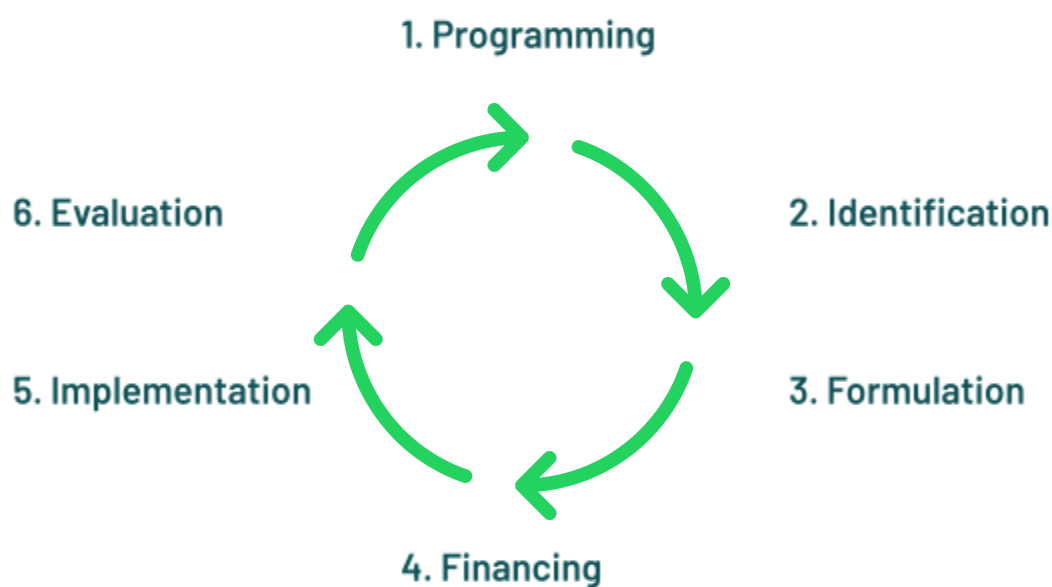 1. Programming
2. Identification
3. Formulation
4. Financing
5. Implementation
6. Evaluation